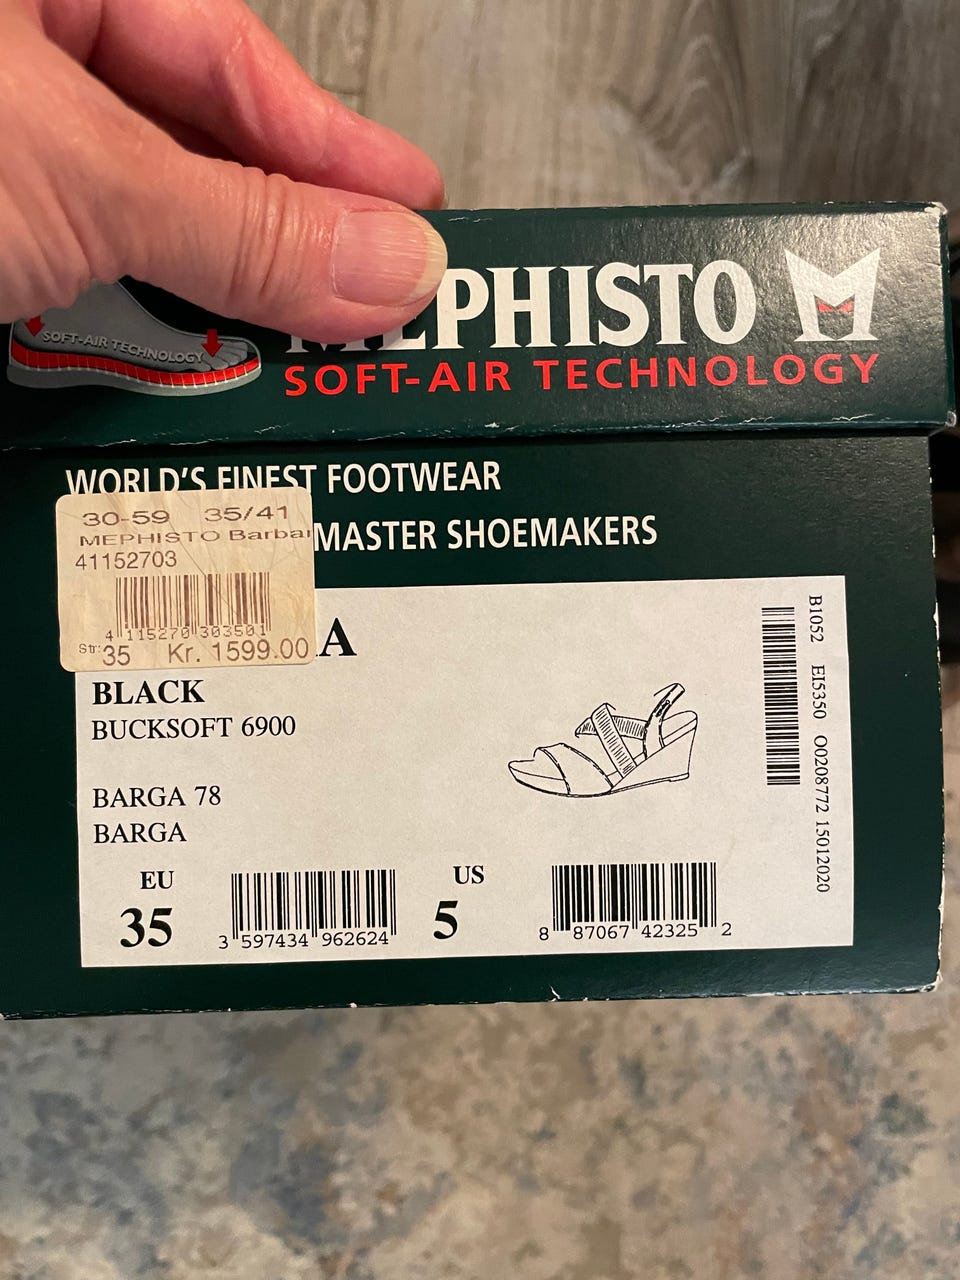 SOFT-AIR TECHNOLOGY
MEPHISTO
SOFT-AIR TECHNOLOGY
WORLD'S FINEST FOOTWEAR
MASTER SHOEMAKERS
30-59 35/41
MEPHISTO Barbar
41152703
4 115270 303501
Str: 35 Kr. 1599.00
A
BLACK
BUCKSOFT 6900
BARGA 78
BARGA
EU
35
3 597434 962624
US
5
8 87067 42325 2
B1052 EI5350 O0208772 15012020